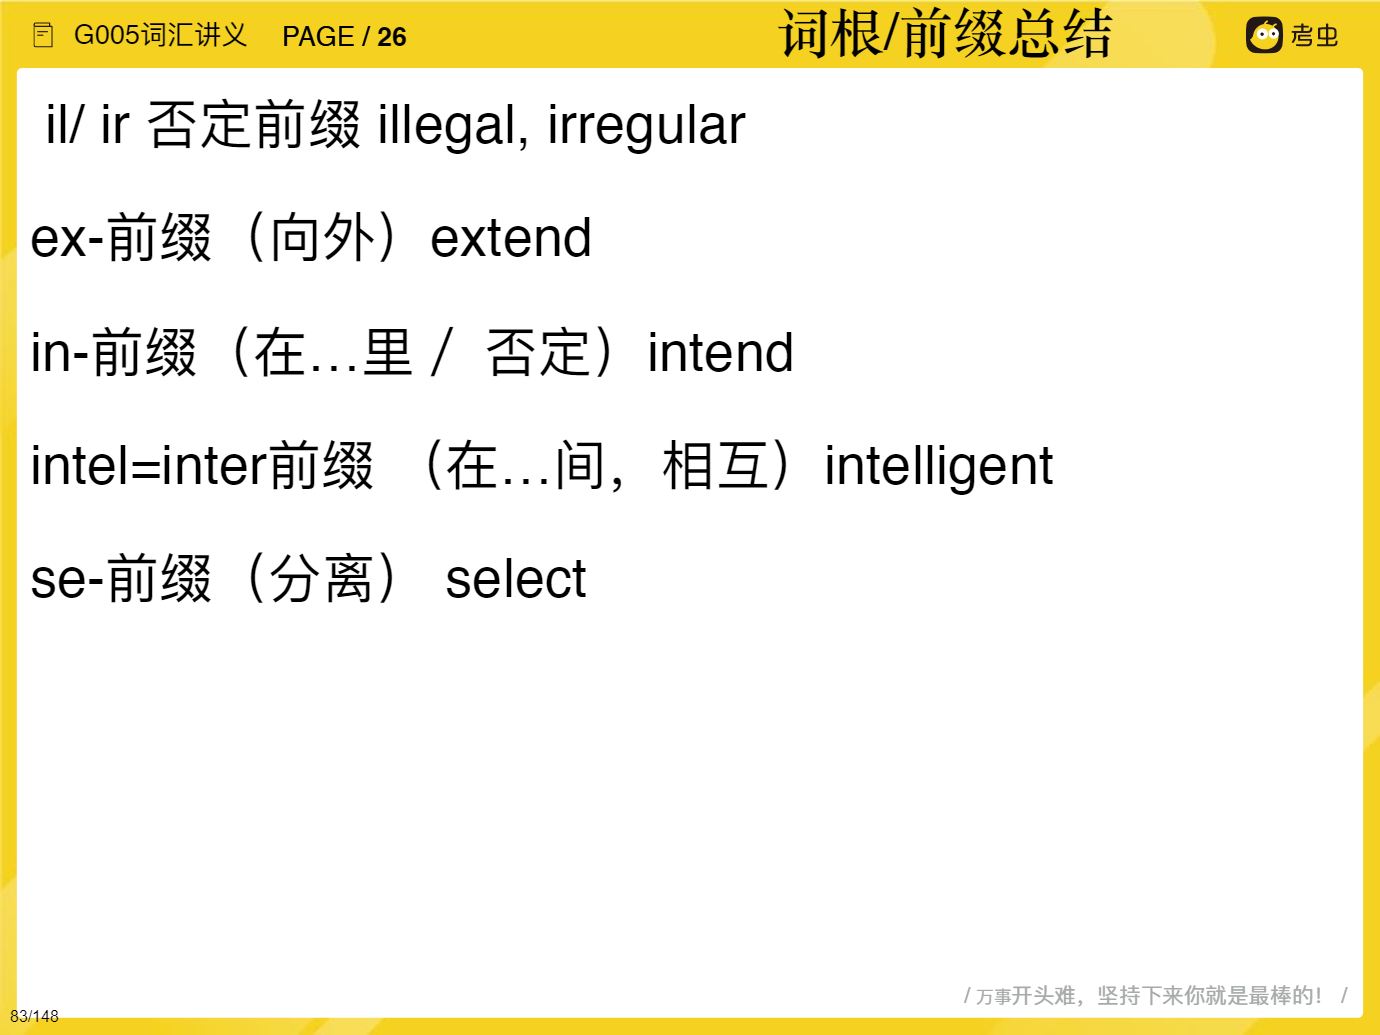 G005词汇讲义 PAGE / 26 词根/前缀总结 考虫
il/ ir 否定前缀 illegal, irregular
ex-前缀（向外）extend
in-前缀（在…里 / 否定）intend
intel=inter前缀 （在…间，相互）intelligent
se-前缀（分离） select
/ 万事开头难，坚持下来你就是最棒的！ /
83/148